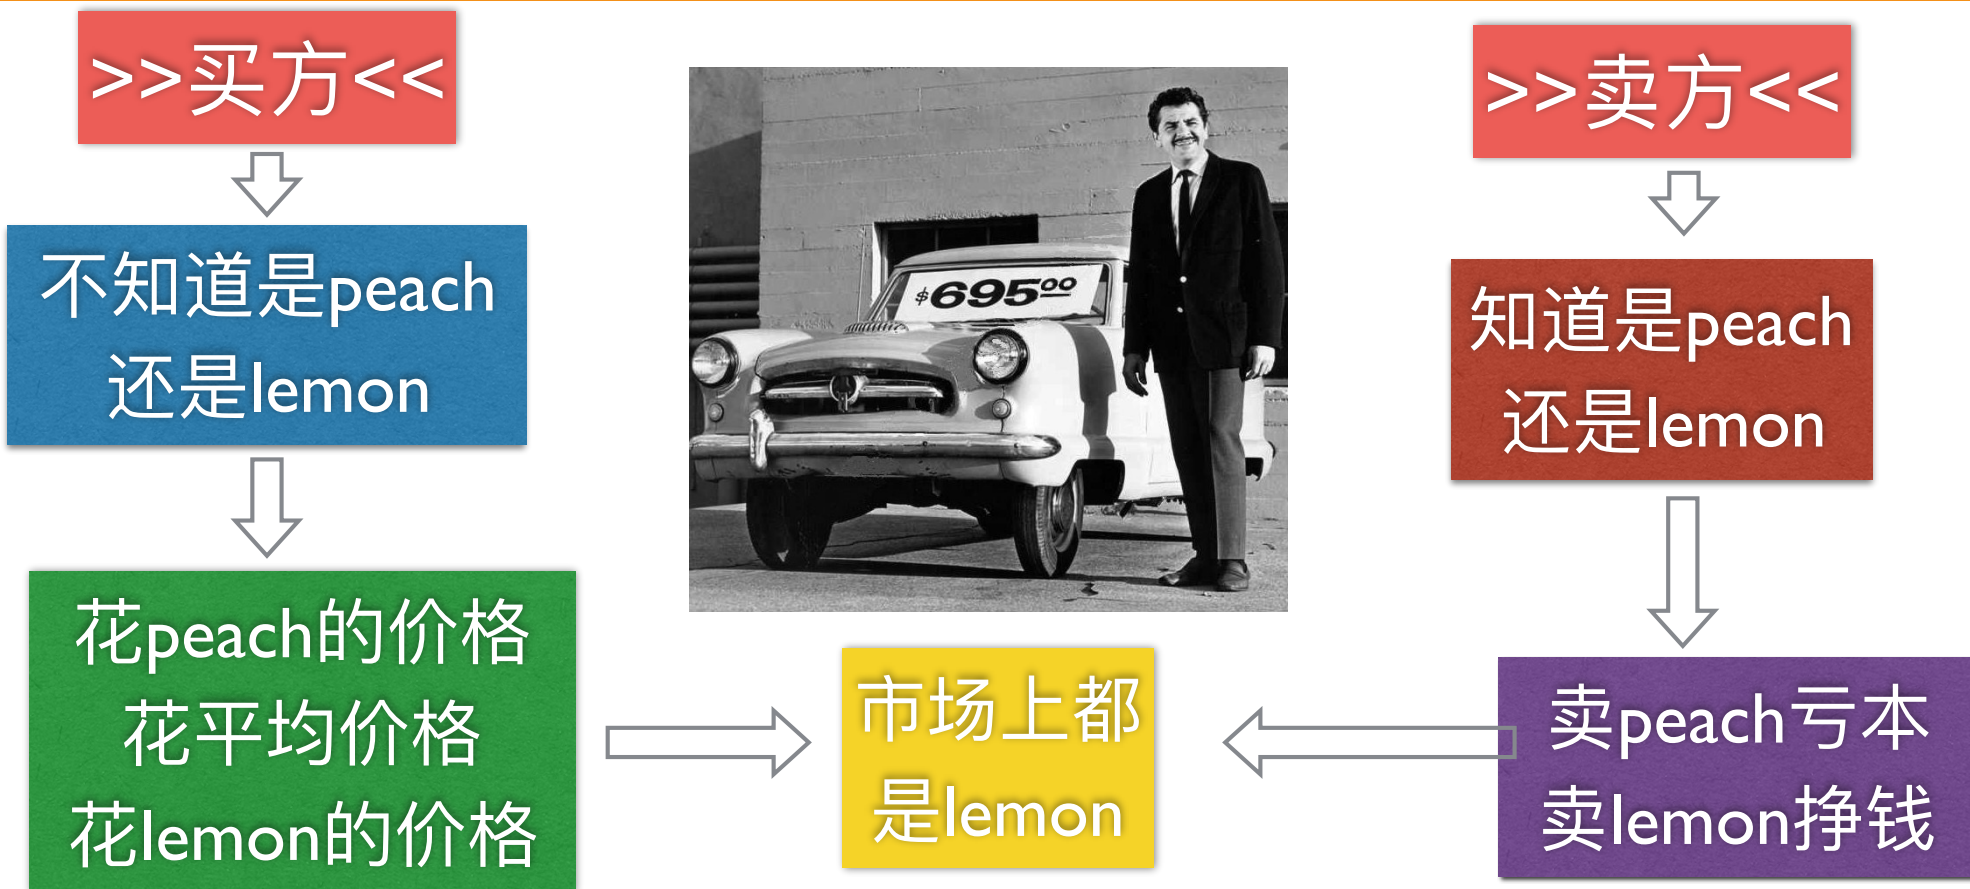 >>买方<<
不知道是peach
还是lemon
花peach的价格
花平均价格
花lemon的价格
$695⁰⁰
市场上都
是lemon
>>卖方<<
知道是peach
还是lemon
卖peach亏本
卖lemon挣钱